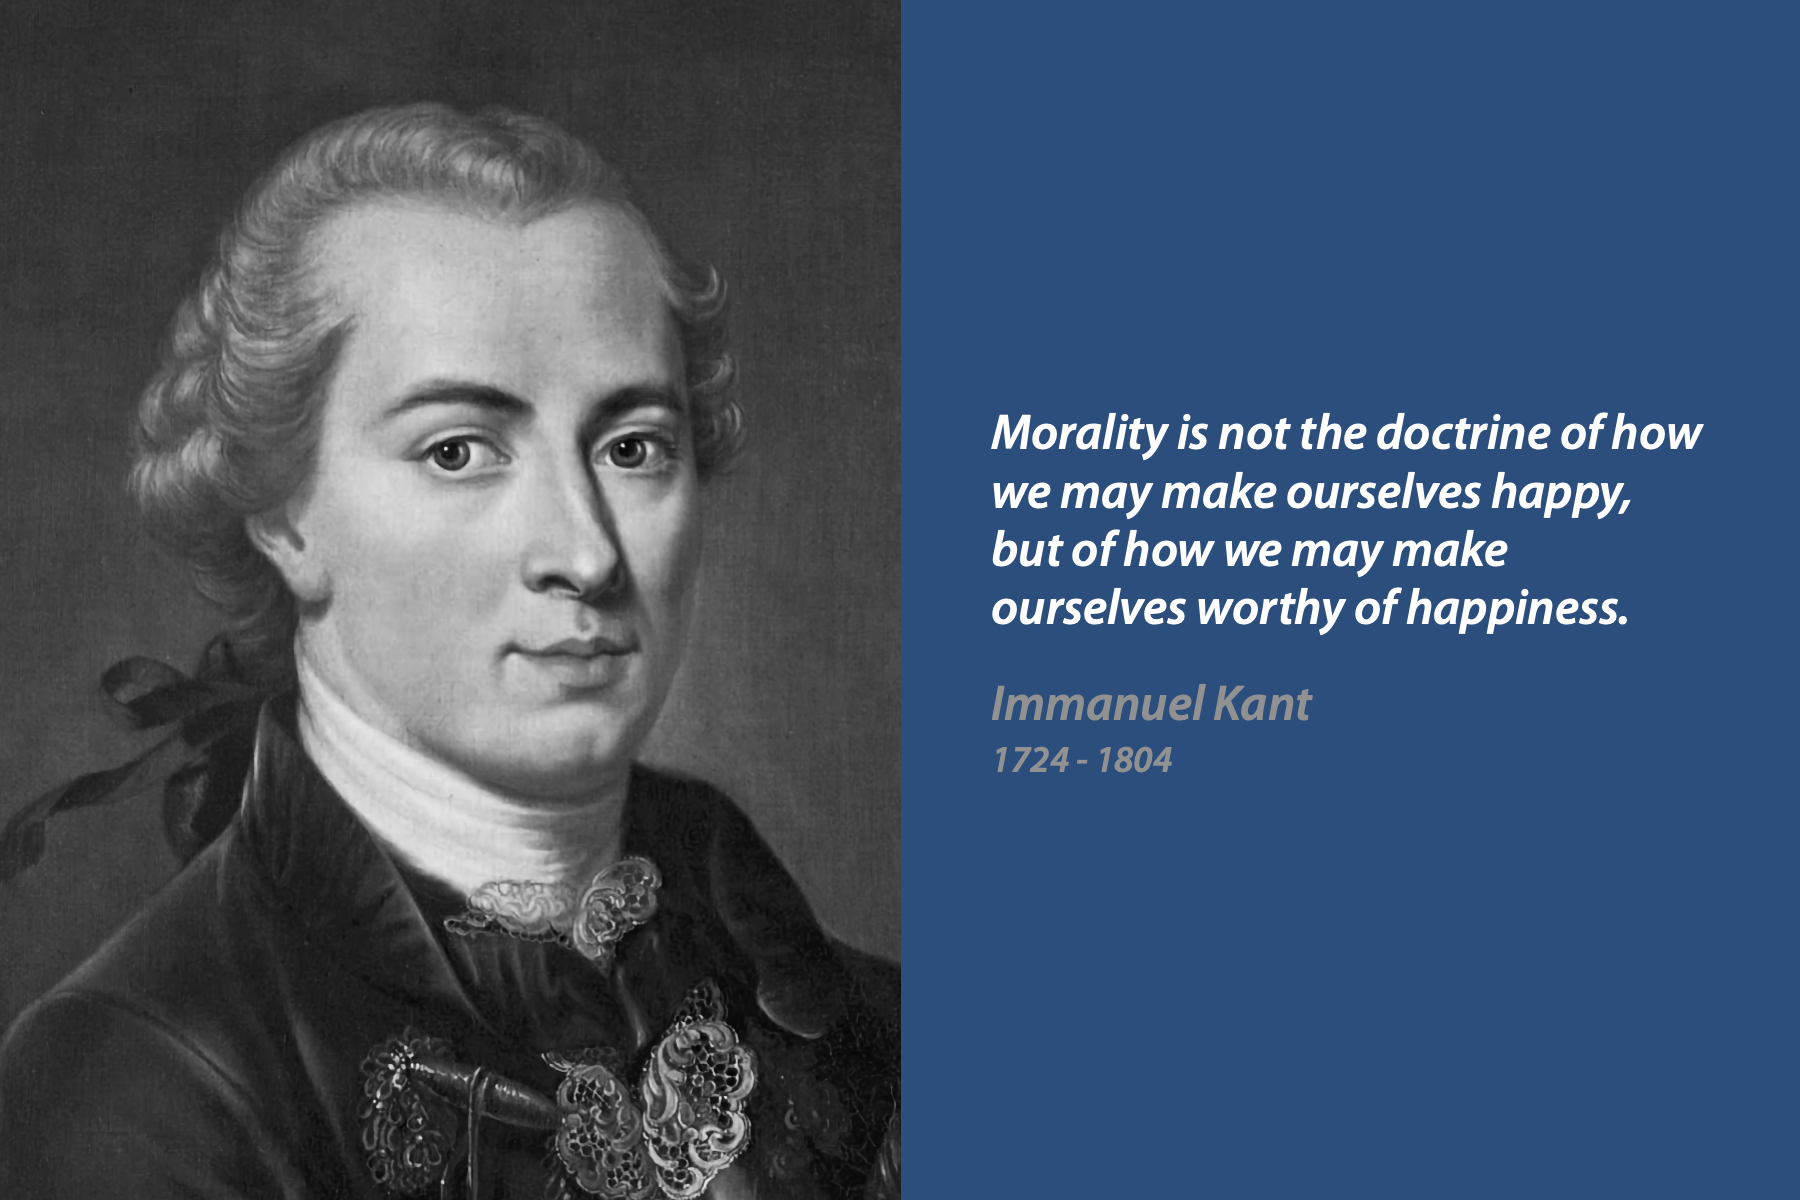 Morality is not the doctrine of how
we may make ourselves happy,
but of how we may make
ourselves worthy of happiness.
Immanuel Kant
1724 - 1804